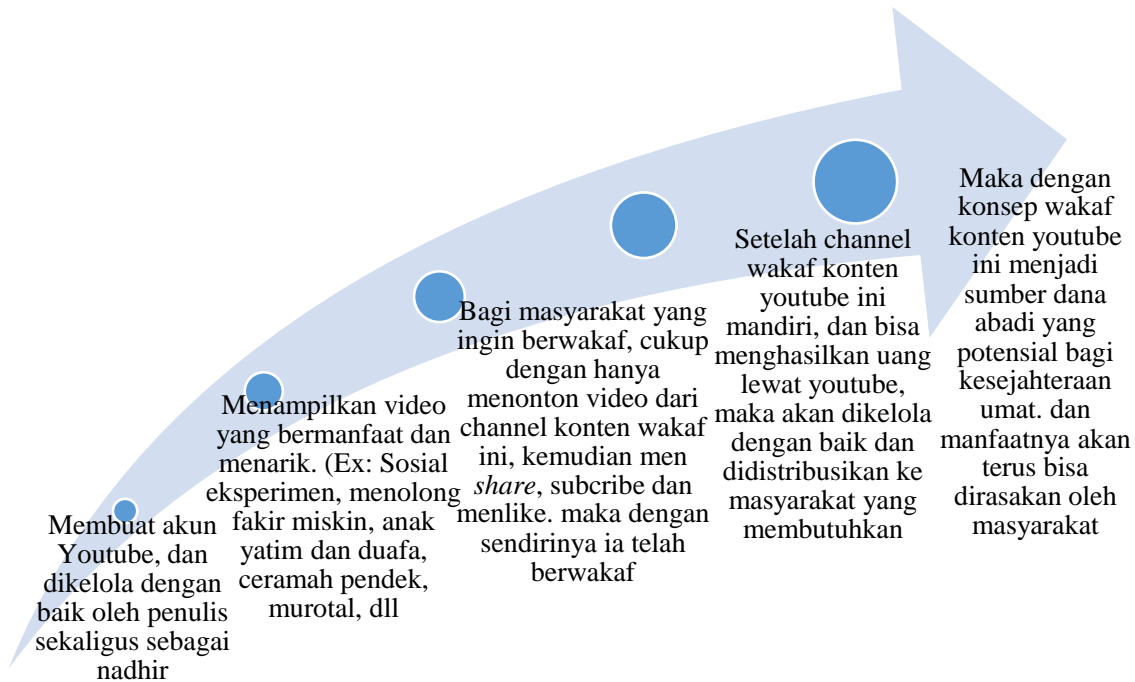 Membuat akun
Youtube, dan
dikelola dengan
baik oleh penulis
sekaligus sebagai
nadhir
Menampilkan video
yang bermanfaat dan
menarik. (Ex: Sosial
eksperimen, menolong
fakir miskin, anak
yatim dan duafa,
ceramah pendek,
murotal, dll
Bagi masyarakat yang
ingin berwakaf, cukup
dengan hanya
menonton video dari
channel konten wakaf
ini, kemudian men
share, subcribe dan
menlike. maka dengan
sendirinya ia telah
berwakaf
Setelah channel
wakaf konten
youtube ini
mandiri, dan bisa
menghasilkan uang
lewat youtube,
maka akan dikelola
dengan baik dan
didistribusikan ke
masyarakat yang
membutuhkan
Maka dengan
konsep wakaf
konten youtube
ini menjadi
sumber dana
abadi yang
potensial bagi
kesejahteraan
umat. dan
manfaatnya akan
terus bisa
dirasakan oleh
masyarakat